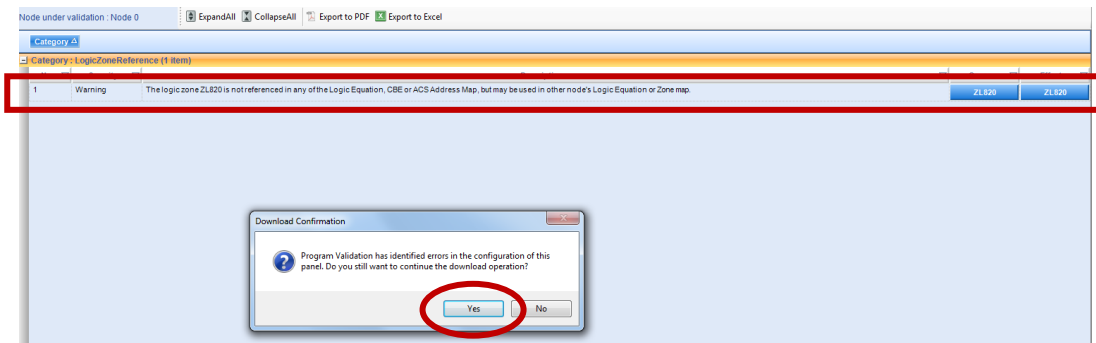 Node under validation : Node 0 ExpandAll CollapseAll Export to PDF Export to Excel
Category
Category : LogicZoneReference (1 item)
1 Warning The logic zone ZL820 is not referenced in any of the Logic Equation, CBE or ACS Address Map, but may be used in other node's Logic Equation or Zone map. ZL820 ZL820
Download Confirmation
Program Validation has identified errors in the configuration of this
panel. Do you still want to continue the download operation?
Yes No